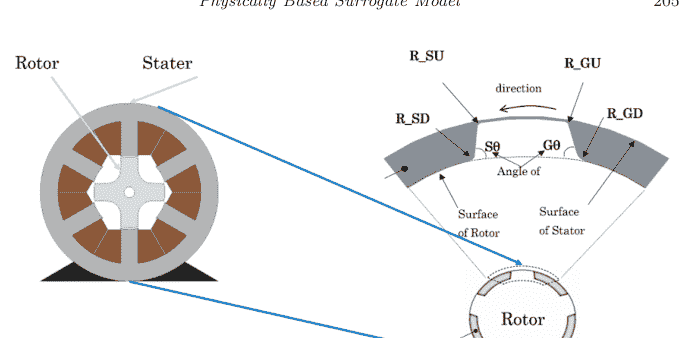 Physically Based Surrogate Model 205
Rotor
Stater
R_SU
R_GU
direction
R_SD
R_GD
Sθ
Gθ
Angle of
Surface
of Rotor
Surface
of Stator
Rotor